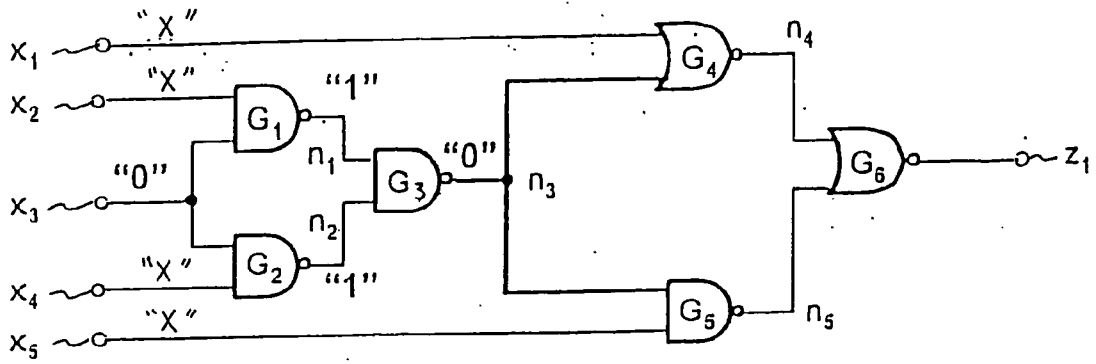 x₁ "X" G₄ n₄
x₂ "X" G₁ "1"
n₁ G₃ "0" n₃ G₆ z₁
x₃ "0"
n₂
x₄ "X" G₂ "1"
x₅ "X" G₅ n₅